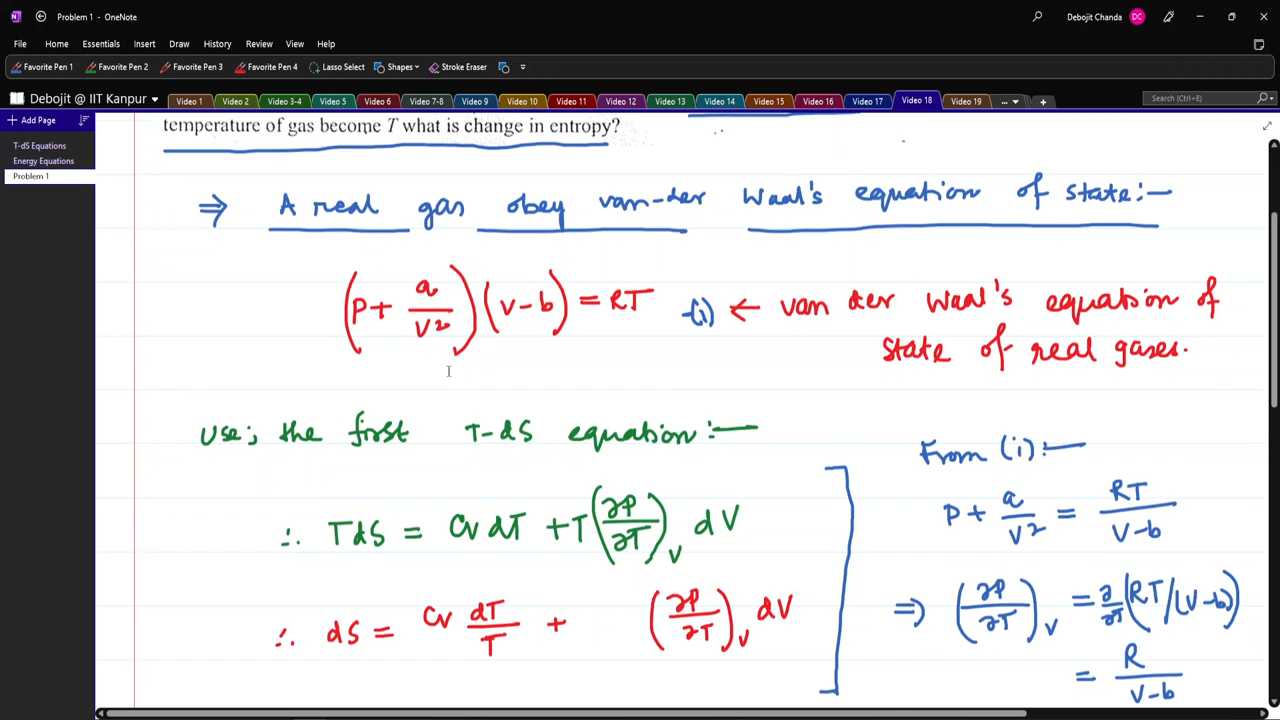 Problem 1 - OneNote
Debojit Chanda DC
File Home Essentials Insert Draw History Review View Help
Favorite Pen 1 Favorite Pen 2 Favorite Pen 3 Favorite Pen 4 Lasso Select Shapes Stroke Eraser
Debojit @ IIT Kanpur Video 1 Video 2 Video 3-4 Video 5 Video 6 Video 7-8 Video 9 Video 10 Video 11 Video 12 Video 13 Video 14 Video 15 Video 16 Video 17 Video 18 Video 19 ... + Search (Ctrl+E)
+ Add Page
T-dS Equations
Energy Equations
Problem 1
temperature of gas become T what is change in entropy?
⇒ A real gas obey van-der Waal's equation of state:—
(P + a/V²)(V-b) = RT -(i) ← van der Waal's equation of
state of real gases.
Use; the first T-dS equation:—
∴ TdS = Cv dT + T(∂P/∂T)_V dV
∴ dS = Cv dT/T + (∂P/∂T)_V dV
From (i):—
P + a/V² = RT/V-b
⇒ (∂P/∂T)_V = ∂/∂T (RT/(V-b))
= R/V-b